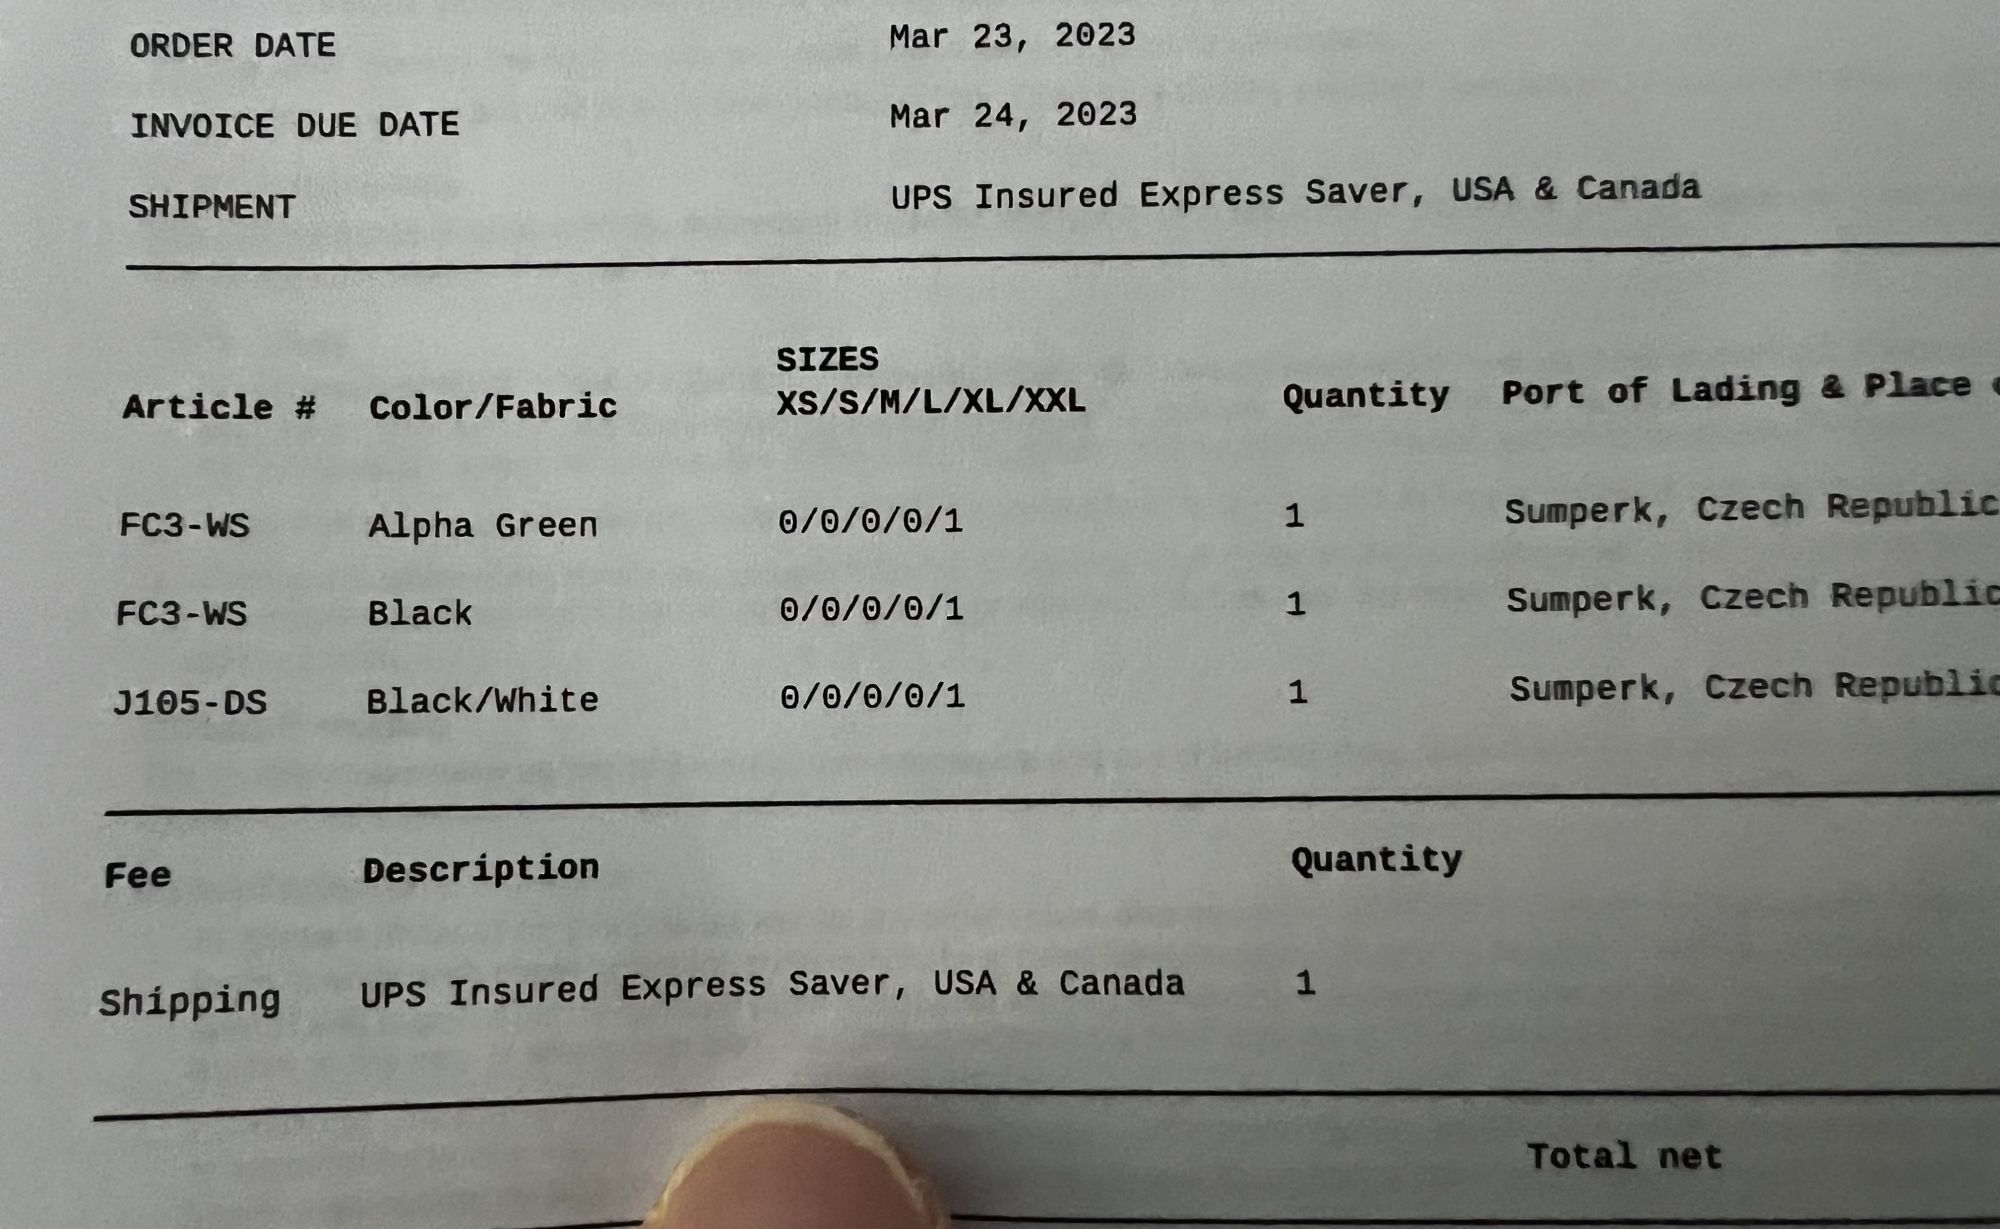 ORDER DATE Mar 23, 2023
INVOICE DUE DATE Mar 24, 2023
SHIPMENT UPS Insured Express Saver, USA & Canada
SIZES
Article # Color/Fabric XS/S/M/L/XL/XXL Quantity Port of Lading & Place
FC3-WS Alpha Green 0/0/0/0/1 1 Sumperk, Czech Republic
FC3-WS Black 0/0/0/0/1 1 Sumperk, Czech Republic
J105-DS Black/White 0/0/0/0/1 1 Sumperk, Czech Republic
Fee Description Quantity
Shipping UPS Insured Express Saver, USA & Canada 1
Total net